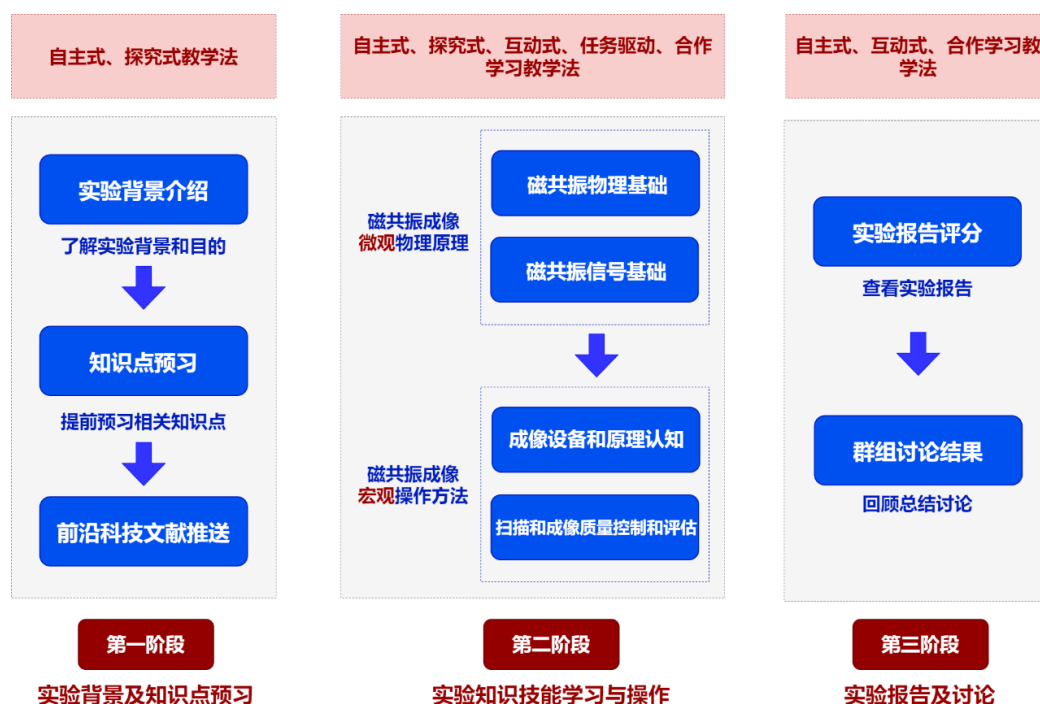 自主式、探究式教学法
实验背景介绍
了解实验背景和目的
知识点预习
提前预习相关知识点
前沿科技文献推送
第一阶段
实验背景及知识点预习
自主式、探究式、互动式、任务驱动、合作
学习教学法
磁共振成像
微观物理原理
磁共振物理基础
磁共振信号基础
磁共振成像
宏观操作方法
成像设备和原理认知
扫描和成像质量控制和评估
第二阶段
实验知识技能学习与操作
自主式、互动式、合作学习教
学法
实验报告评分
查看实验报告
群组讨论结果
回顾总结讨论
第三阶段
实验报告及讨论